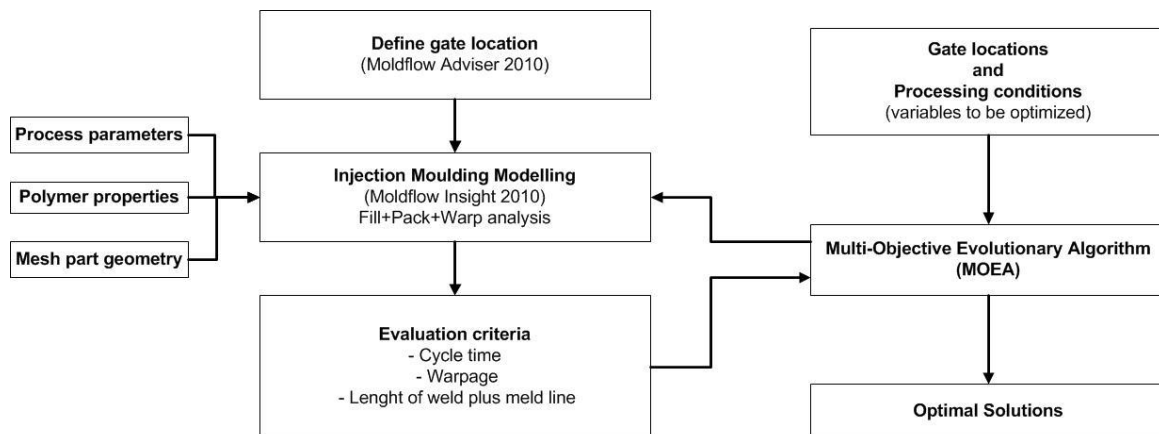 Define gate location
(Moldflow Adviser 2010)
Gate locations
and
Processing conditions
(variables to be optimized)
Process parameters
Polymer properties
Mesh part geometry
Injection Moulding Modelling
(Moldflow Insight 2010)
Fill+Pack+Warp analysis
Multi-Objective Evolutionary Algorithm
(MOEA)
Evaluation criteria
- Cycle time
- Warpage
- Lenght of weld plus meld line
Optimal Solutions